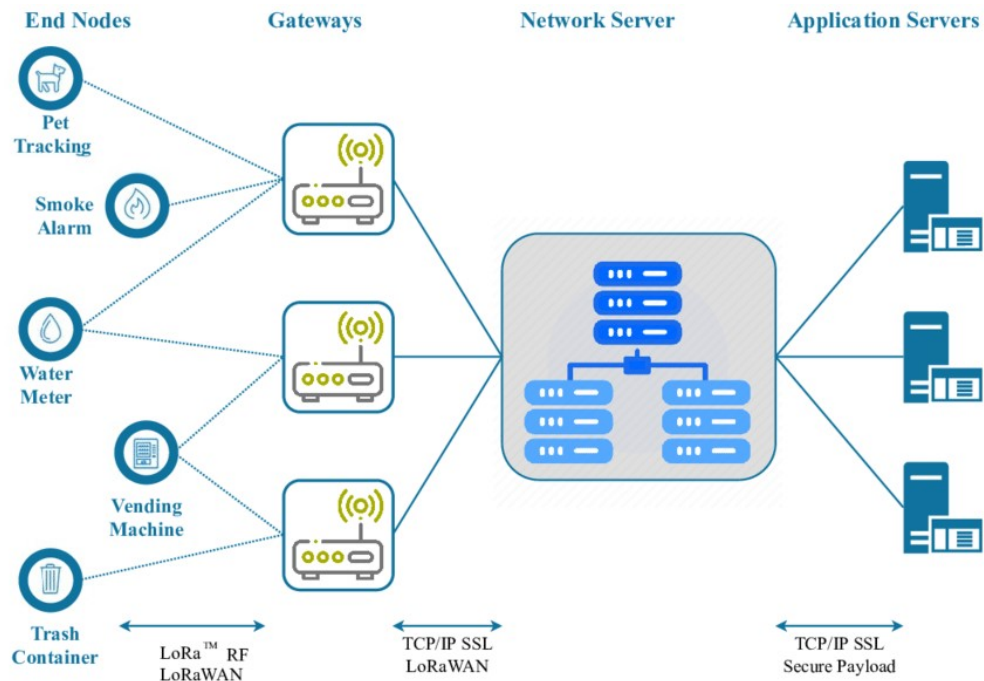 End Nodes
Gateways
Network Server
Application Servers
Pet
Tracking
Smoke
Alarm
Water
Meter
Vending
Machine
Trash
Container
LoRa™ RF
LoRaWAN
TCP/IP SSL
LoRaWAN
TCP/IP SSL
Secure Payload